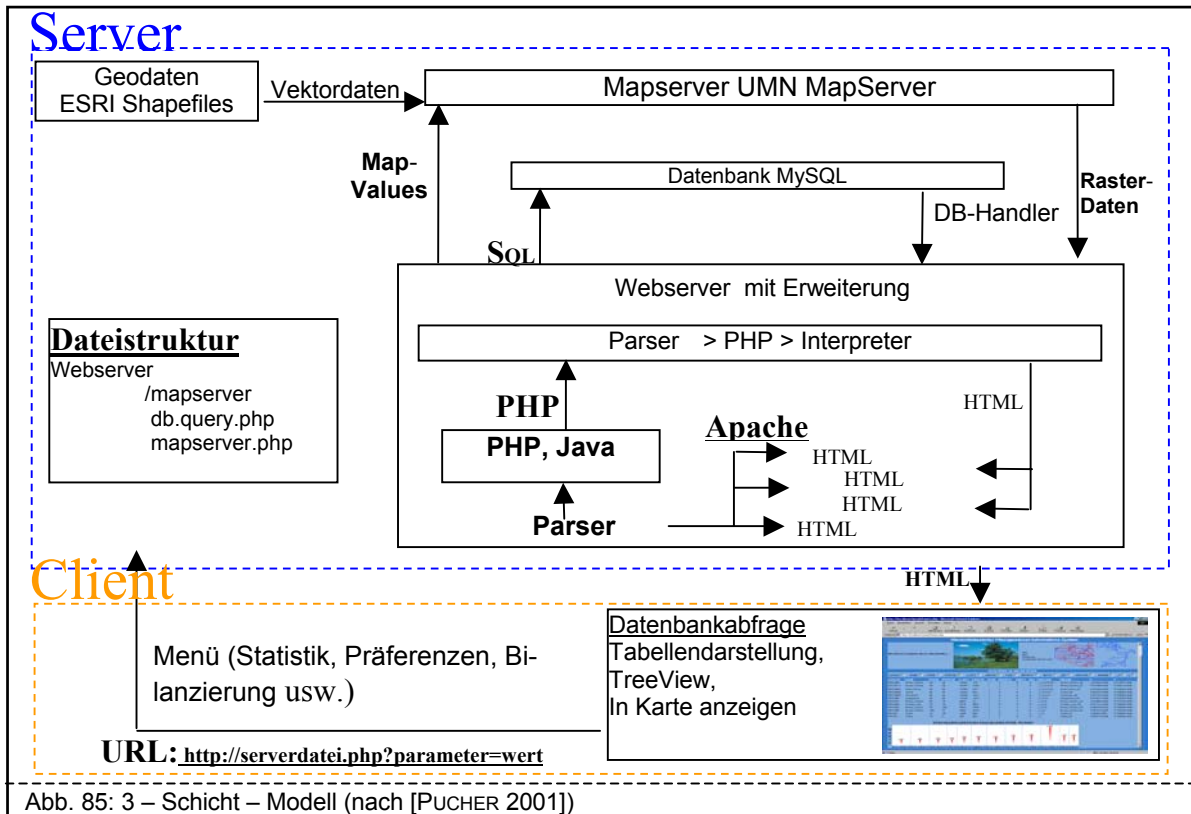 Server
Geodaten
ESRI Shapefiles
Vektordaten
Mapserver UMN MapServer
Map-
Values
Datenbank MySQL
Raster-
Daten
DB-Handler
SQL
Webserver mit Erweiterung
Parser > PHP > Interpreter
Dateistruktur
Webserver
/mapserver
db.query.php
mapserver.php
PHP
HTML
PHP, Java
Apache
HTML
HTML
HTML
Parser
HTML
Client
HTML
Datenbankabfrage
Tabellendarstellung,
TreeView,
In Karte anzeigen
Menü (Statistik, Präferenzen, Bi-
lanzierung usw.)
URL: http://serverdatei.php?parameter=wert
Abb. 85: 3 – Schicht – Modell (nach [PUCHER 2001])